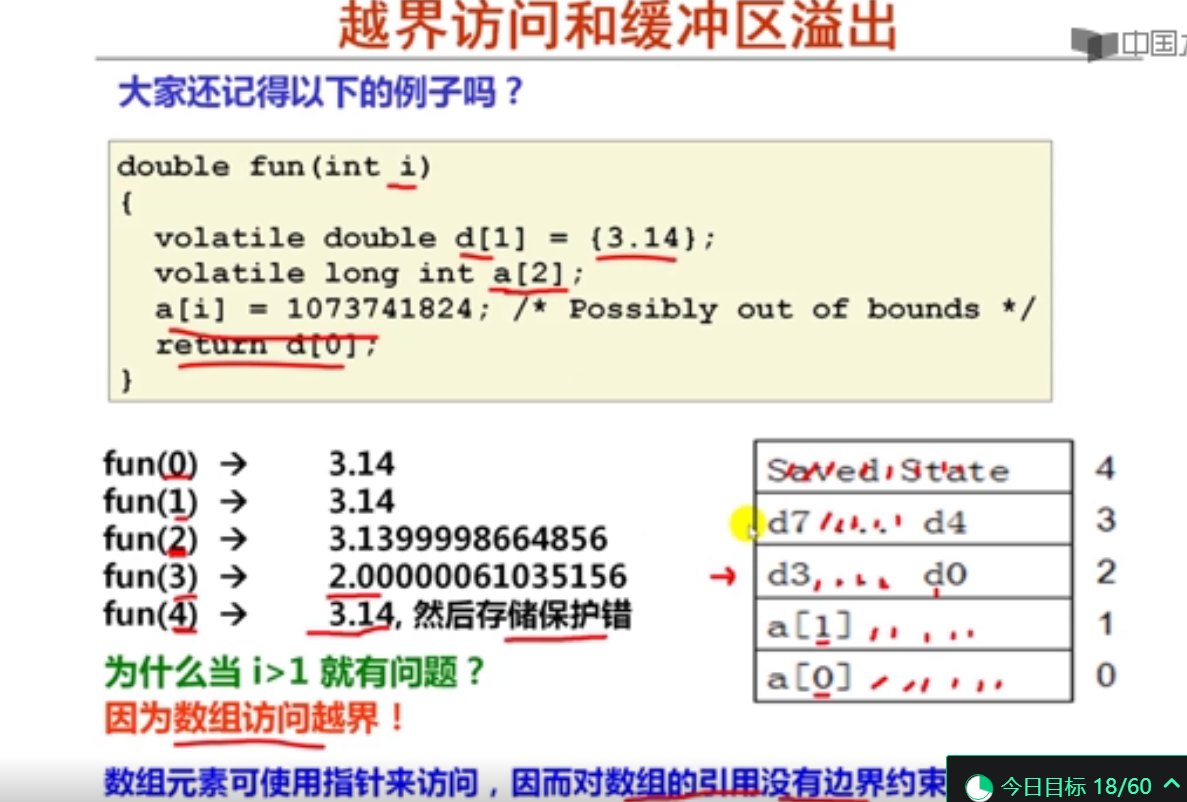 越界访问和缓冲区溢出
中国
大家还记得以下的例子吗？
double fun(int i)
{
volatile double d[1] = {3.14};
volatile long int a[2];
a[i] = 1073741824; /* Possibly out of bounds */
return d[0];
}
fun(0) → 3.14
fun(1) → 3.14
fun(2) → 3.1399998664856
fun(3) → 2.00000061035156
fun(4) → 3.14, 然后存储保护错
Saved State 4
d7 ... d4 3
d3 ... d0 2
a[1] 1
a[0] 0
为什么当 i>1 就有问题？
因为数组访问越界！
数组元素可使用指针来访问，因而对数组的引用没有边界约束
今日目标 18/60